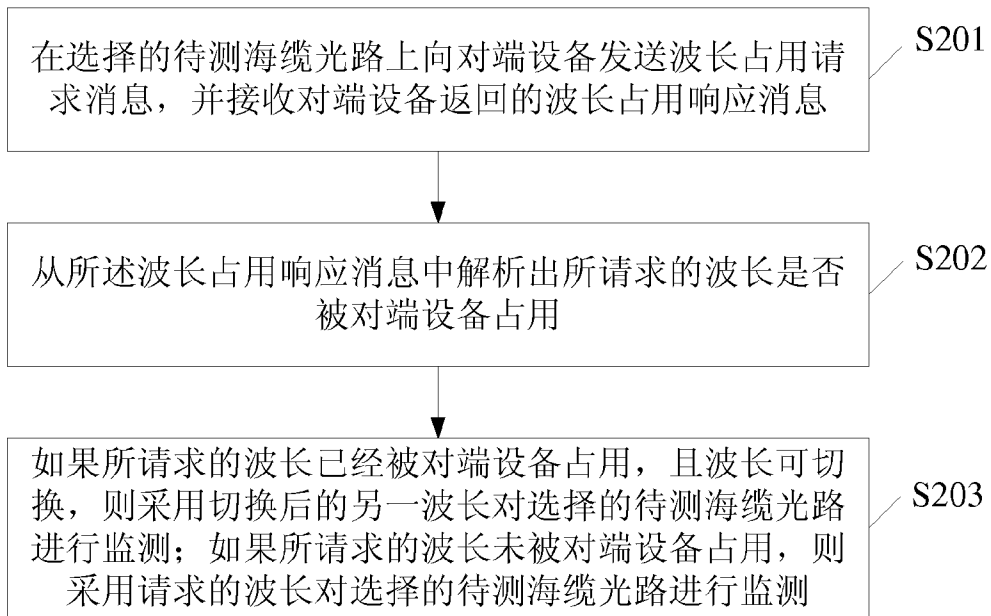 在选择的待测海缆光路上向对端设备发送波长占用请
求消息，并接收对端设备返回的波长占用响应消息
S201
从所述波长占用响应消息中解析出所请求的波长是否
被对端设备占用
S202
如果所请求的波长已经被对端设备占用，且波长可切
换，则采用切换后的另一波长对选择的待测海缆光路
进行监测；如果所请求的波长未被对端设备占用，则
采用请求的波长对选择的待测海缆光路进行监测
S203